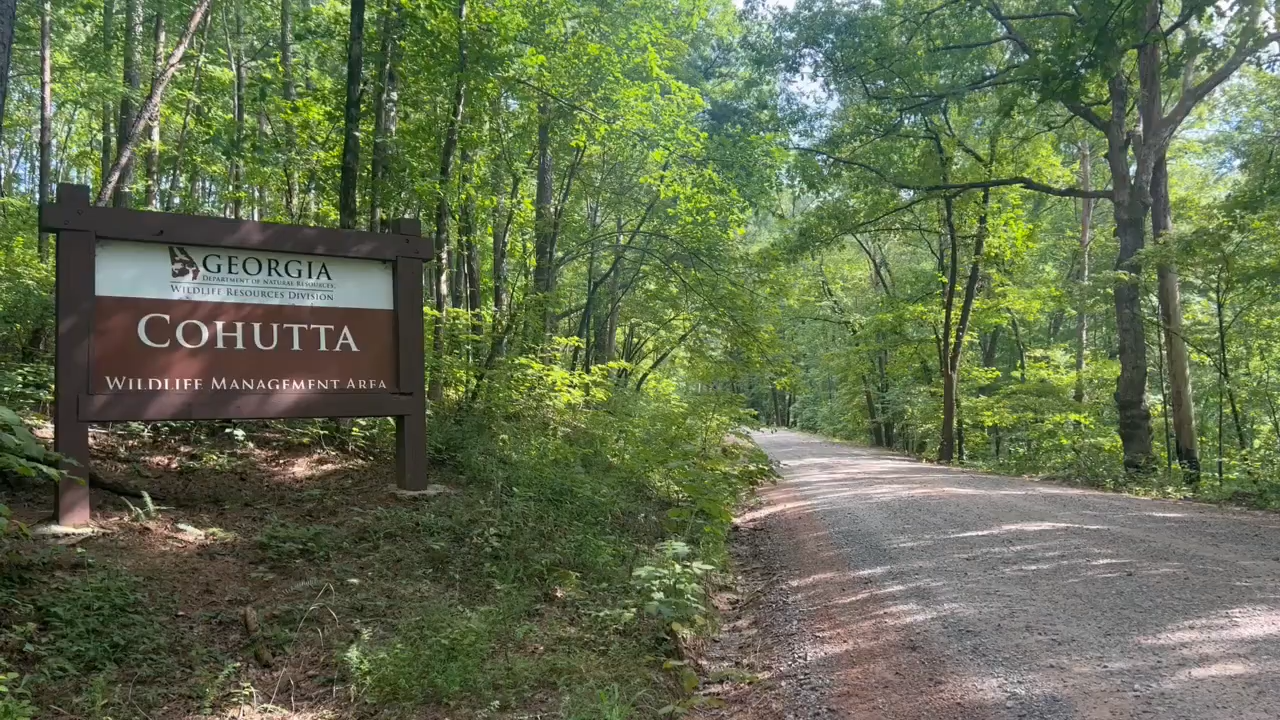 GEORGIA
DEPARTMENT OF NATURAL RESOURCES
WILDLIFE RESOURCES DIVISION
COHUTTA
WILDLIFE MANAGEMENT AREA